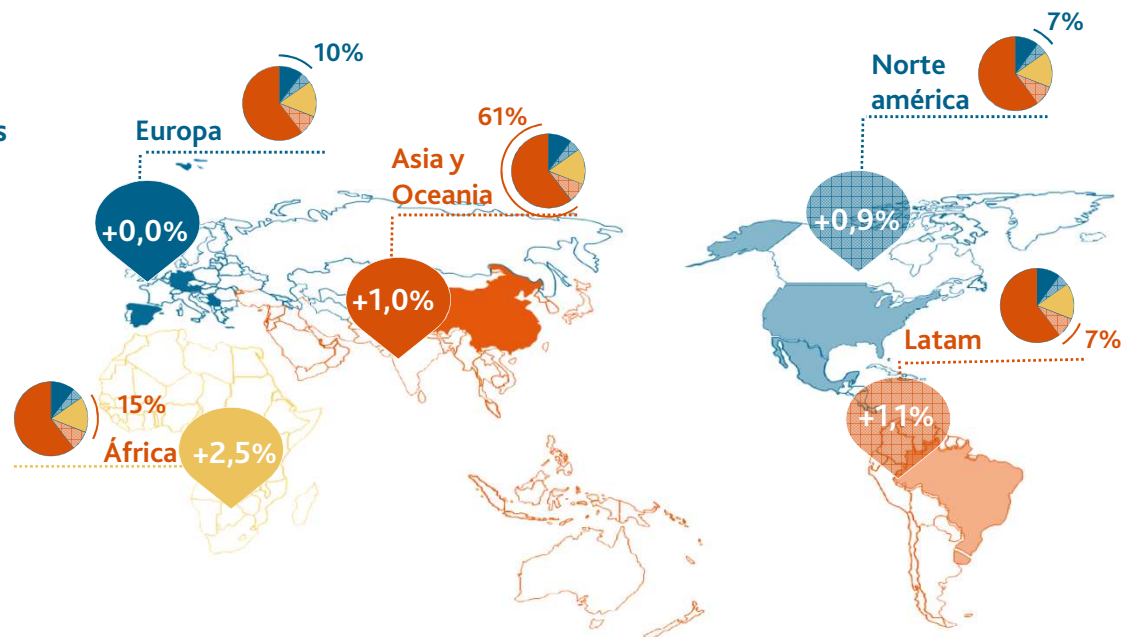 s
10%
Europa
+0,0%
61%
Asia y
Oceania
+1,0%
15%
África
+2,5%
7%
Norte
américa
+0,9%
Latam
7%
+1,1%